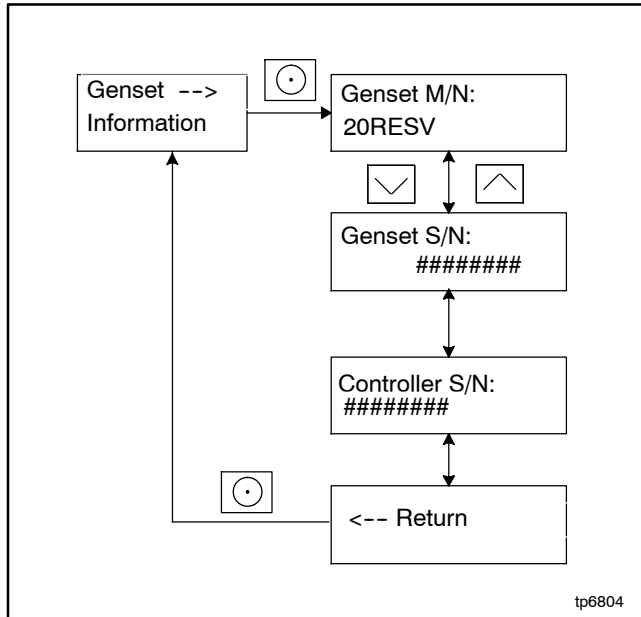 Genset -->
Information
Genset M/N:
20RESV
Genset S/N:
########
Controller S/N:
########
<-- Return
tp6804